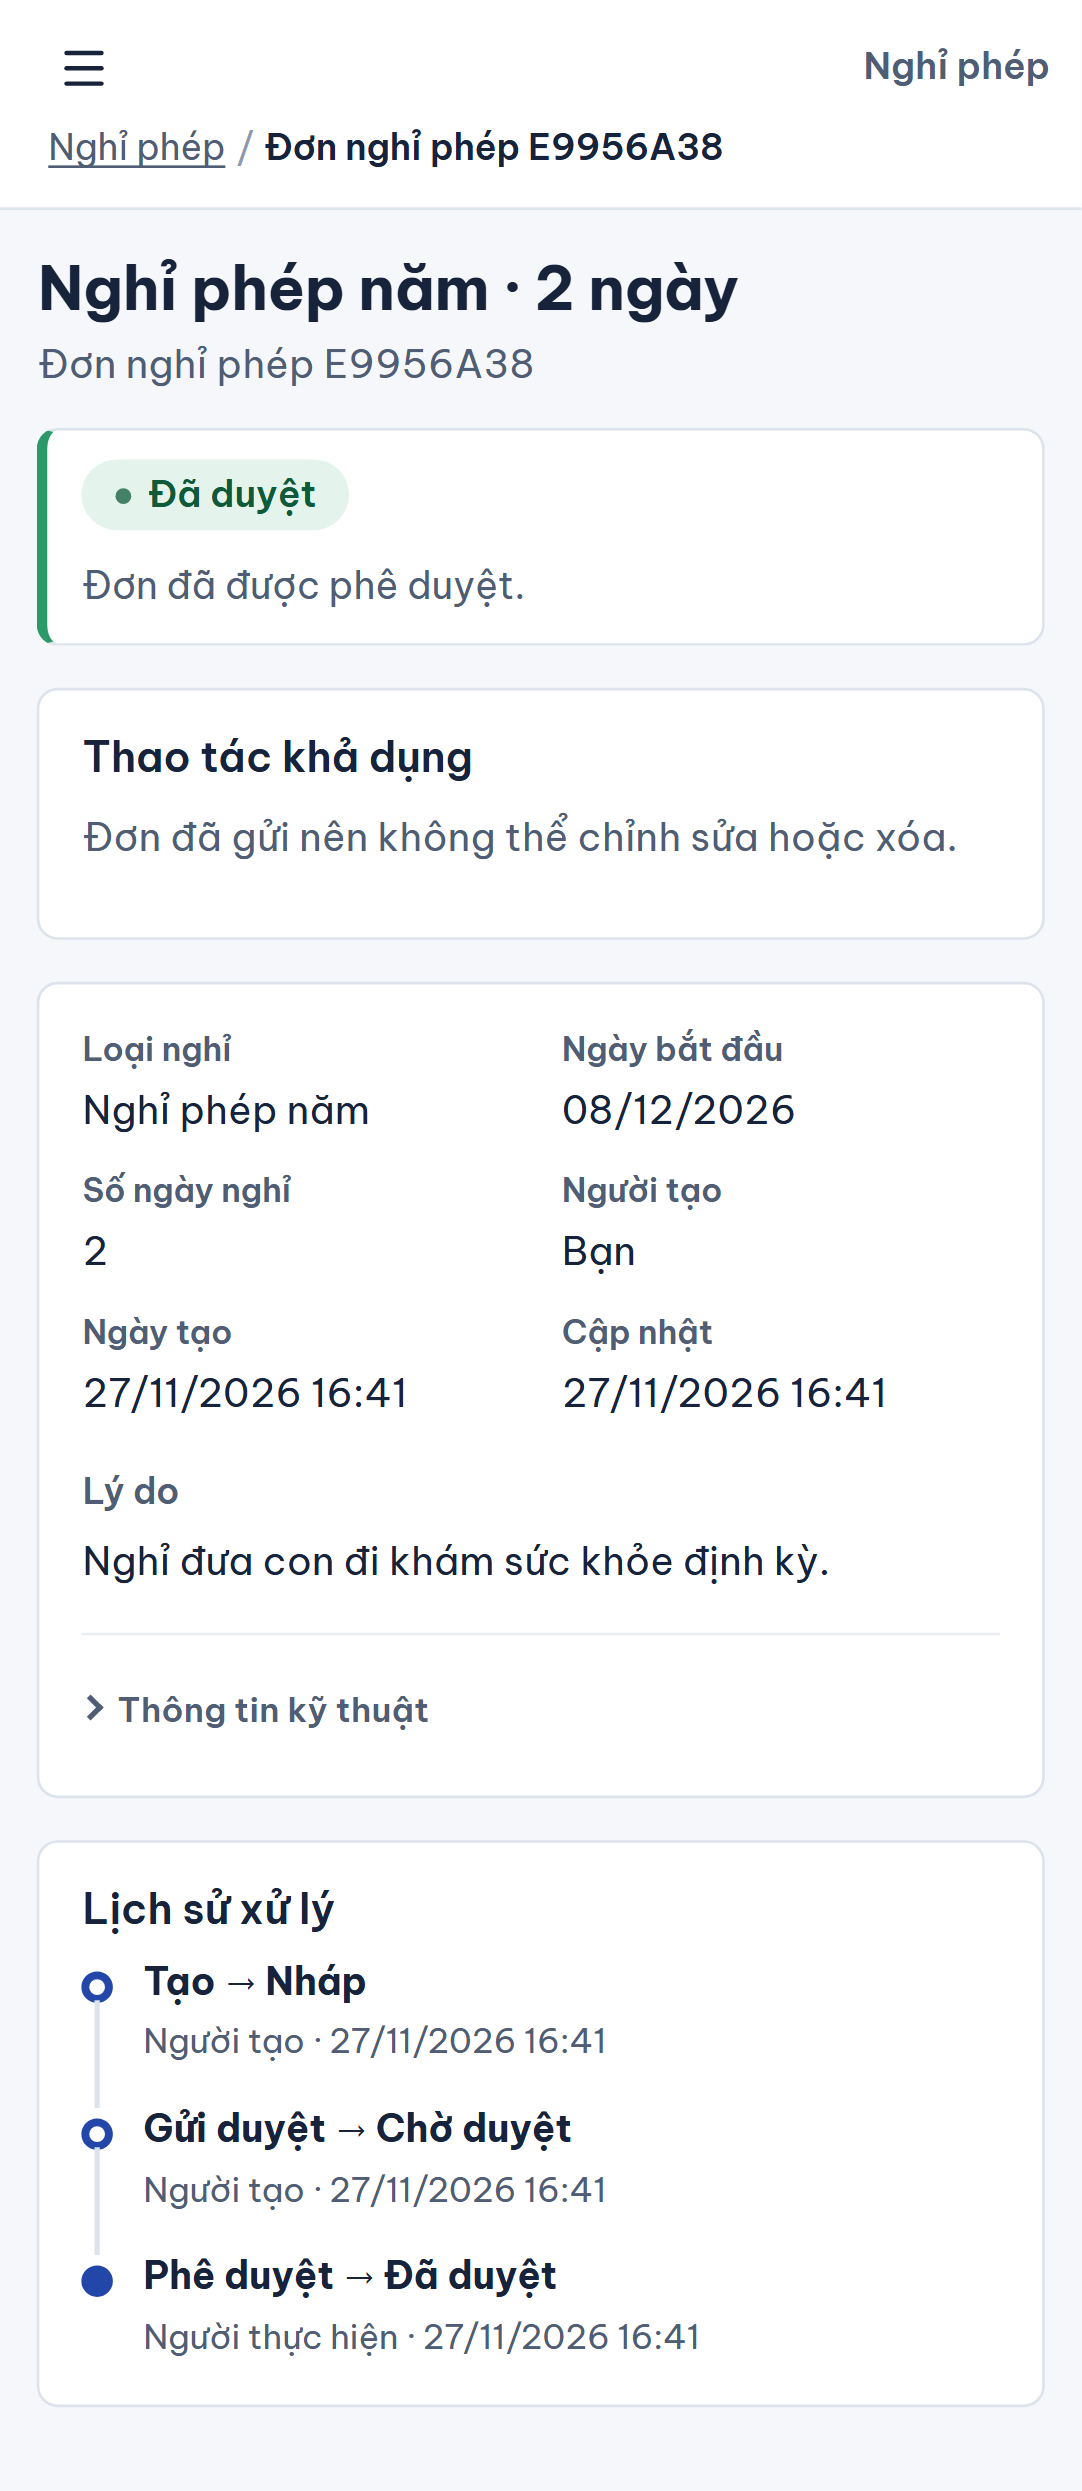 Nghỉ phép
Nghỉ phép / Đơn nghỉ phép E9956A38
Nghỉ phép năm · 2 ngày
Đơn nghỉ phép E9956A38
Đã duyệt
Đơn đã được phê duyệt.
Thao tác khả dụng
Đơn đã gửi nên không thể chỉnh sửa hoặc xóa.
Loại nghỉ
Nghỉ phép năm
Ngày bắt đầu
08/12/2026
Số ngày nghỉ
2
Người tạo
Bạn
Ngày tạo
27/11/2026 16:41
Cập nhật
27/11/2026 16:41
Lý do
Nghỉ đưa con đi khám sức khỏe định kỳ.
Thông tin kỹ thuật
Lịch sử xử lý
Tạo → Nháp
Người tạo · 27/11/2026 16:41
Gửi duyệt → Chờ duyệt
Người tạo · 27/11/2026 16:41
Phê duyệt → Đã duyệt
Người thực hiện · 27/11/2026 16:41